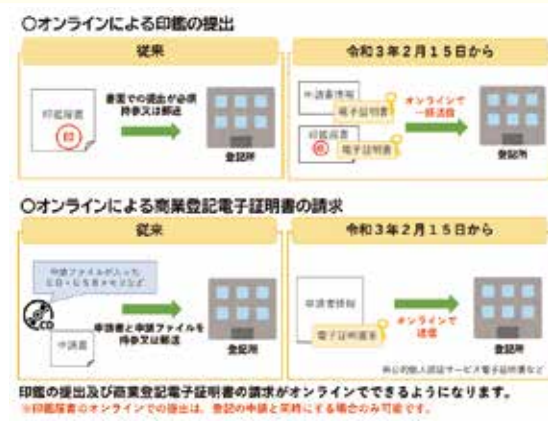 ○オンラインによる印鑑の提出
従来
令和3年2月15日から
印鑑届書
印
書面での提出が必須
持参又は郵送
登記所
申請書情報
電子証明書
印鑑届書
印
電子証明書
オンラインで
一括送信
登記所
○オンラインによる商業登記電子証明書の請求
従来
令和3年2月15日から
申請ファイルが入った
CD・USBメモリなど
CD
申請書
申請書と申請ファイルを
持参又は郵送
登記所
申請書情報
電子証明書※
オンラインで
送信
登記所
※公的個人認証サービス電子証明書など
印鑑の提出及び商業登記電子証明書の請求がオンラインでできるようになります。
※印鑑届書のオンラインでの提出は、登記の申請と同時にする場合のみ可能です。